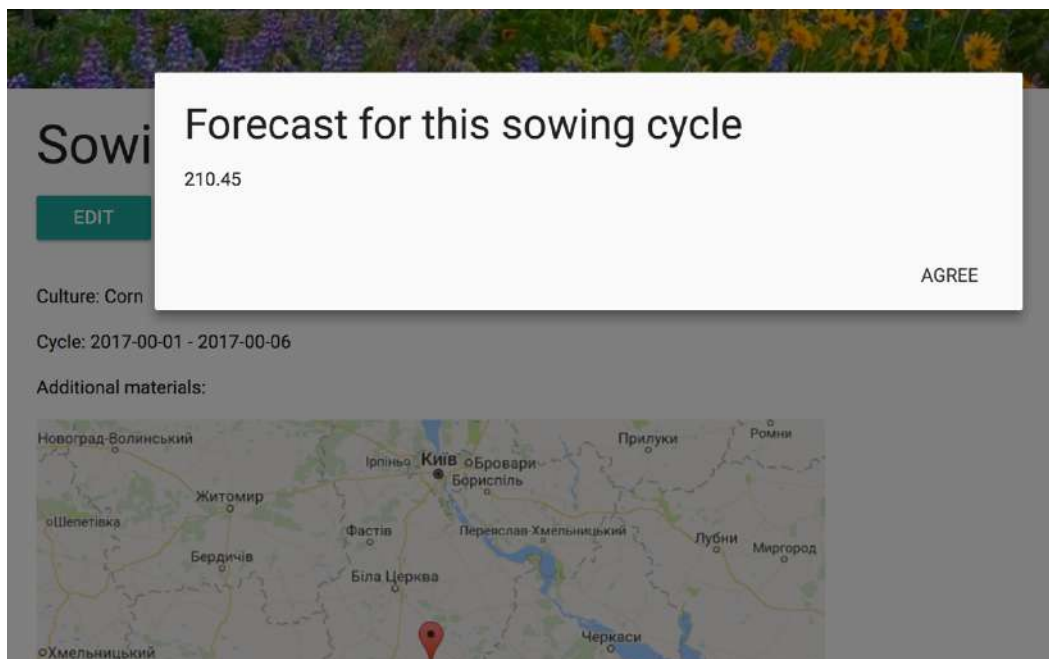 Forecast for this sowing cycle
210.45
AGREE
Sowi
EDIT
Culture: Corn
Cycle: 2017-00-01 - 2017-00-06
Additional materials:
Новоград-Волинський
Прилуки
Ромни
Ірпінь
Київ
Бровари
Бориспіль
Житомир
Шепетівка
Фастів
Переяслав-Хмельницький
Лубни
Миргород
Бердичів
Біла Церква
Черкаси
Хмельницький